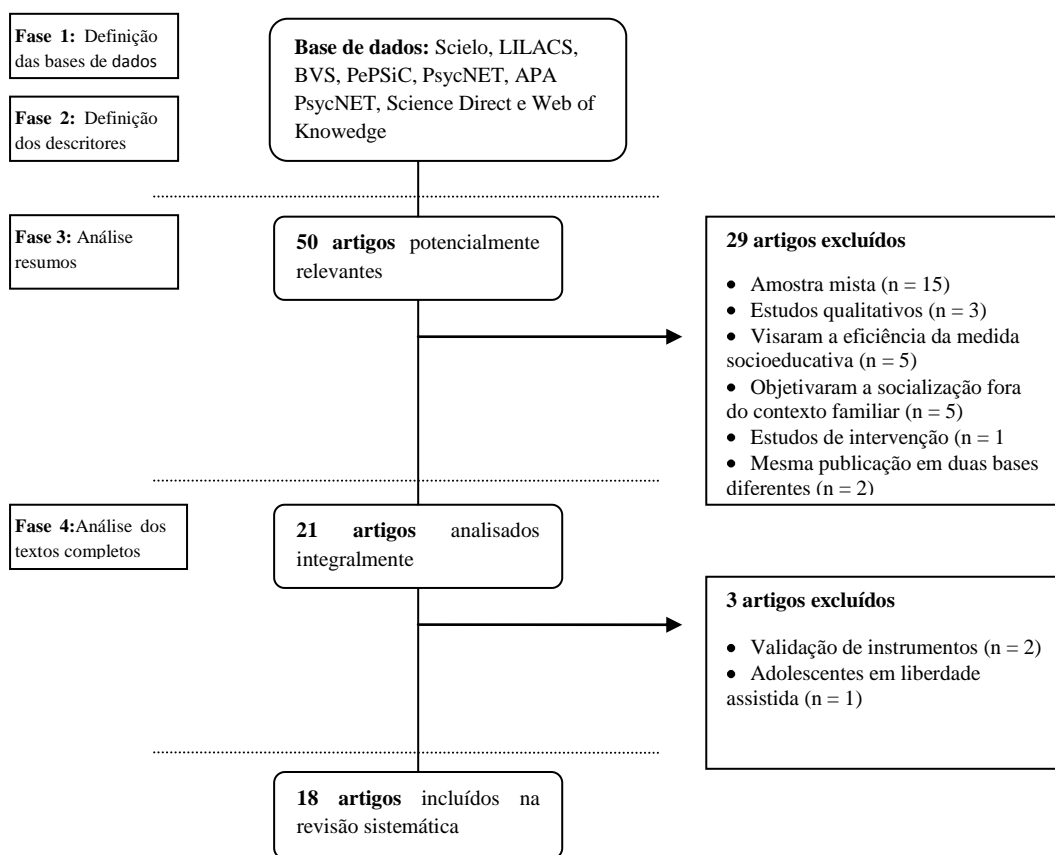 Fase 1: Definição
das bases de dados
Base de dados: Scielo, LILACS,
BVS, PePSiC, PsycNET, APA
PsycNET, Science Direct e Web of
Knowedge
Fase 2: Definição
dos descritores
Fase 3: Análise
resumos
50 artigos potencialmente
relevantes
29 artigos excluídos
• Amostra mista (n = 15)
• Estudos qualitativos (n = 3)
• Visaram a eficiência da medida
socioeducativa (n = 5)
• Objetivaram a socialização fora
do contexto familiar (n = 5)
• Estudos de intervenção (n = 1
• Mesma publicação em duas bases
diferentes (n = 2)
Fase 4:Análise dos
textos completos
21 artigos analisados
integralmente
3 artigos excluídos
• Validação de instrumentos (n = 2)
• Adolescentes em liberdade
assistida (n = 1)
18 artigos incluídos na
revisão sistemática